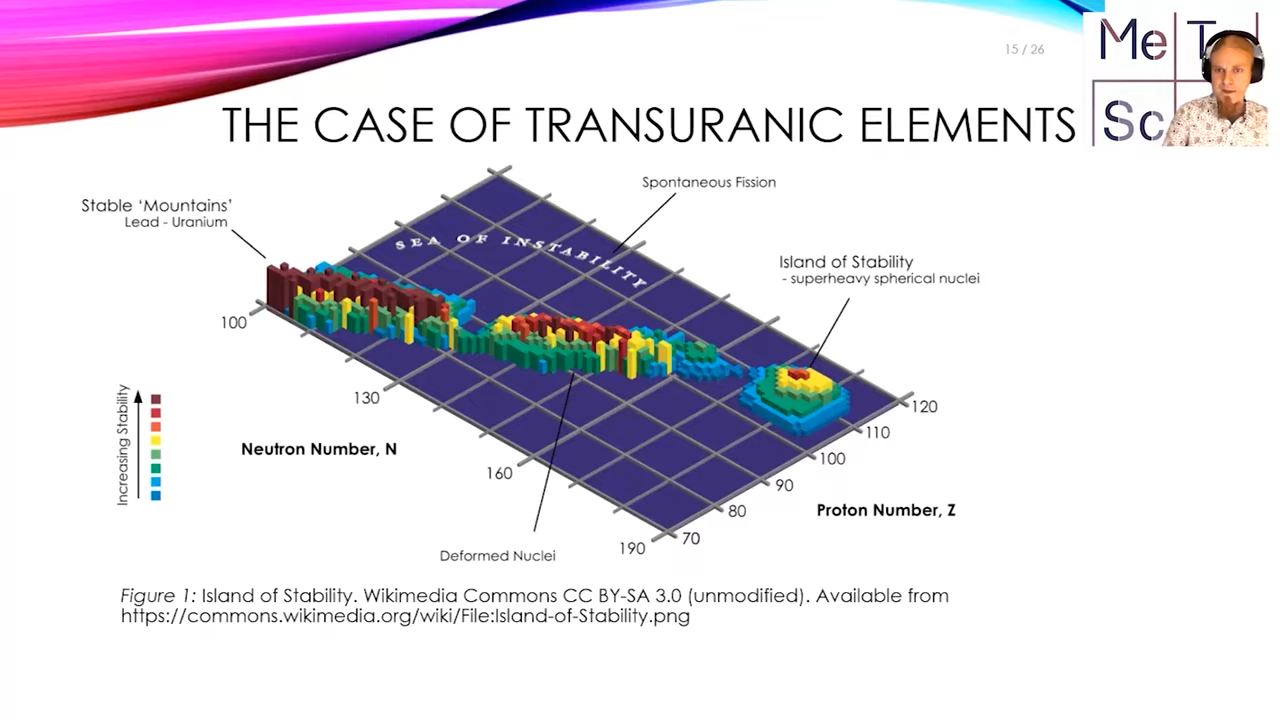 15 / 26
Me T
Sc
THE CASE OF TRANSURANIC ELEMENTS
Stable ‘Mountains’
Lead - Uranium
Spontaneous Fission
SEA OF INSTABILITY
Island of Stability
- superheavy spherical nuclei
100
130
160
190
Neutron Number, N
120
110
100
90
80
70
Proton Number, Z
Increasing Stability
Deformed Nuclei
Figure 1: Island of Stability. Wikimedia Commons CC BY-SA 3.0 (unmodified). Available from
https://commons.wikimedia.org/wiki/File:Island-of-Stability.png